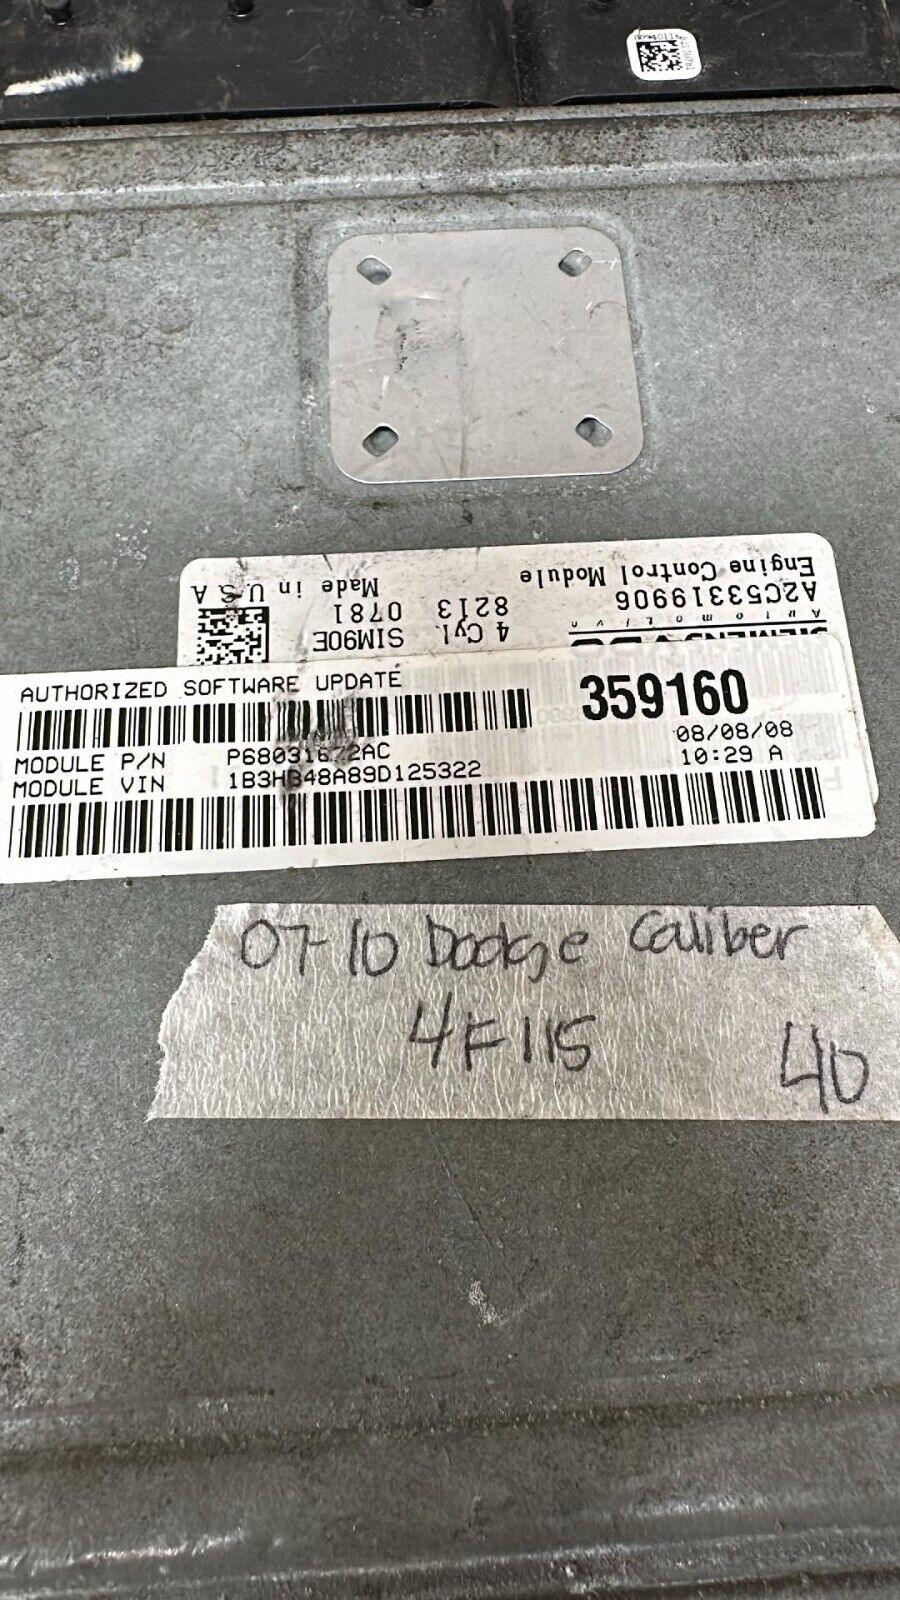 Engine Control Module
A2C53319906
Automotive
Made in U.S.A
0781
SIM90E
8213
4 Cyl.
AUTHORIZED SOFTWARE UPDATE
359160
MODULE P/N P68031672AC
08/08/08
MODULE VIN 1B3HB48A89D125322
10:29 A
07-10 Dodge Caliber
4F115
40